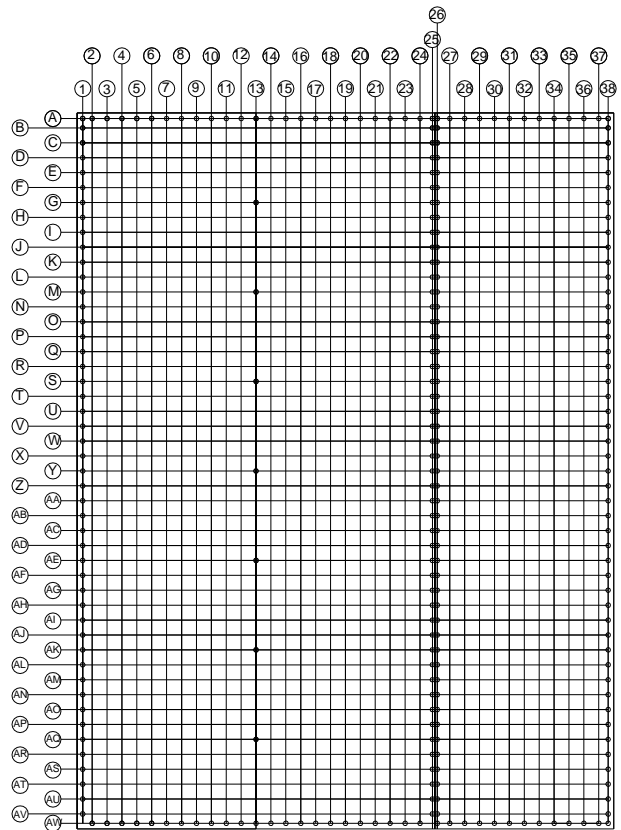 26
25
2 4 6 8 10 12 14 16 18 20 22 24 27 29 31 33 35 37
1 3 5 7 9 11 13 15 17 19 21 23 28 30 32 34 36 38
A
B
C
D
E
F
G
H
I
J
K
L
M
N
O
P
Q
R
S
T
U
V
W
X
Y
Z
AA
AB
AC
AD
AE
AF
AG
AH
AI
AJ
AK
AL
AM
AN
AO
AP
AQ
AR
AS
AT
AU
AV
AW